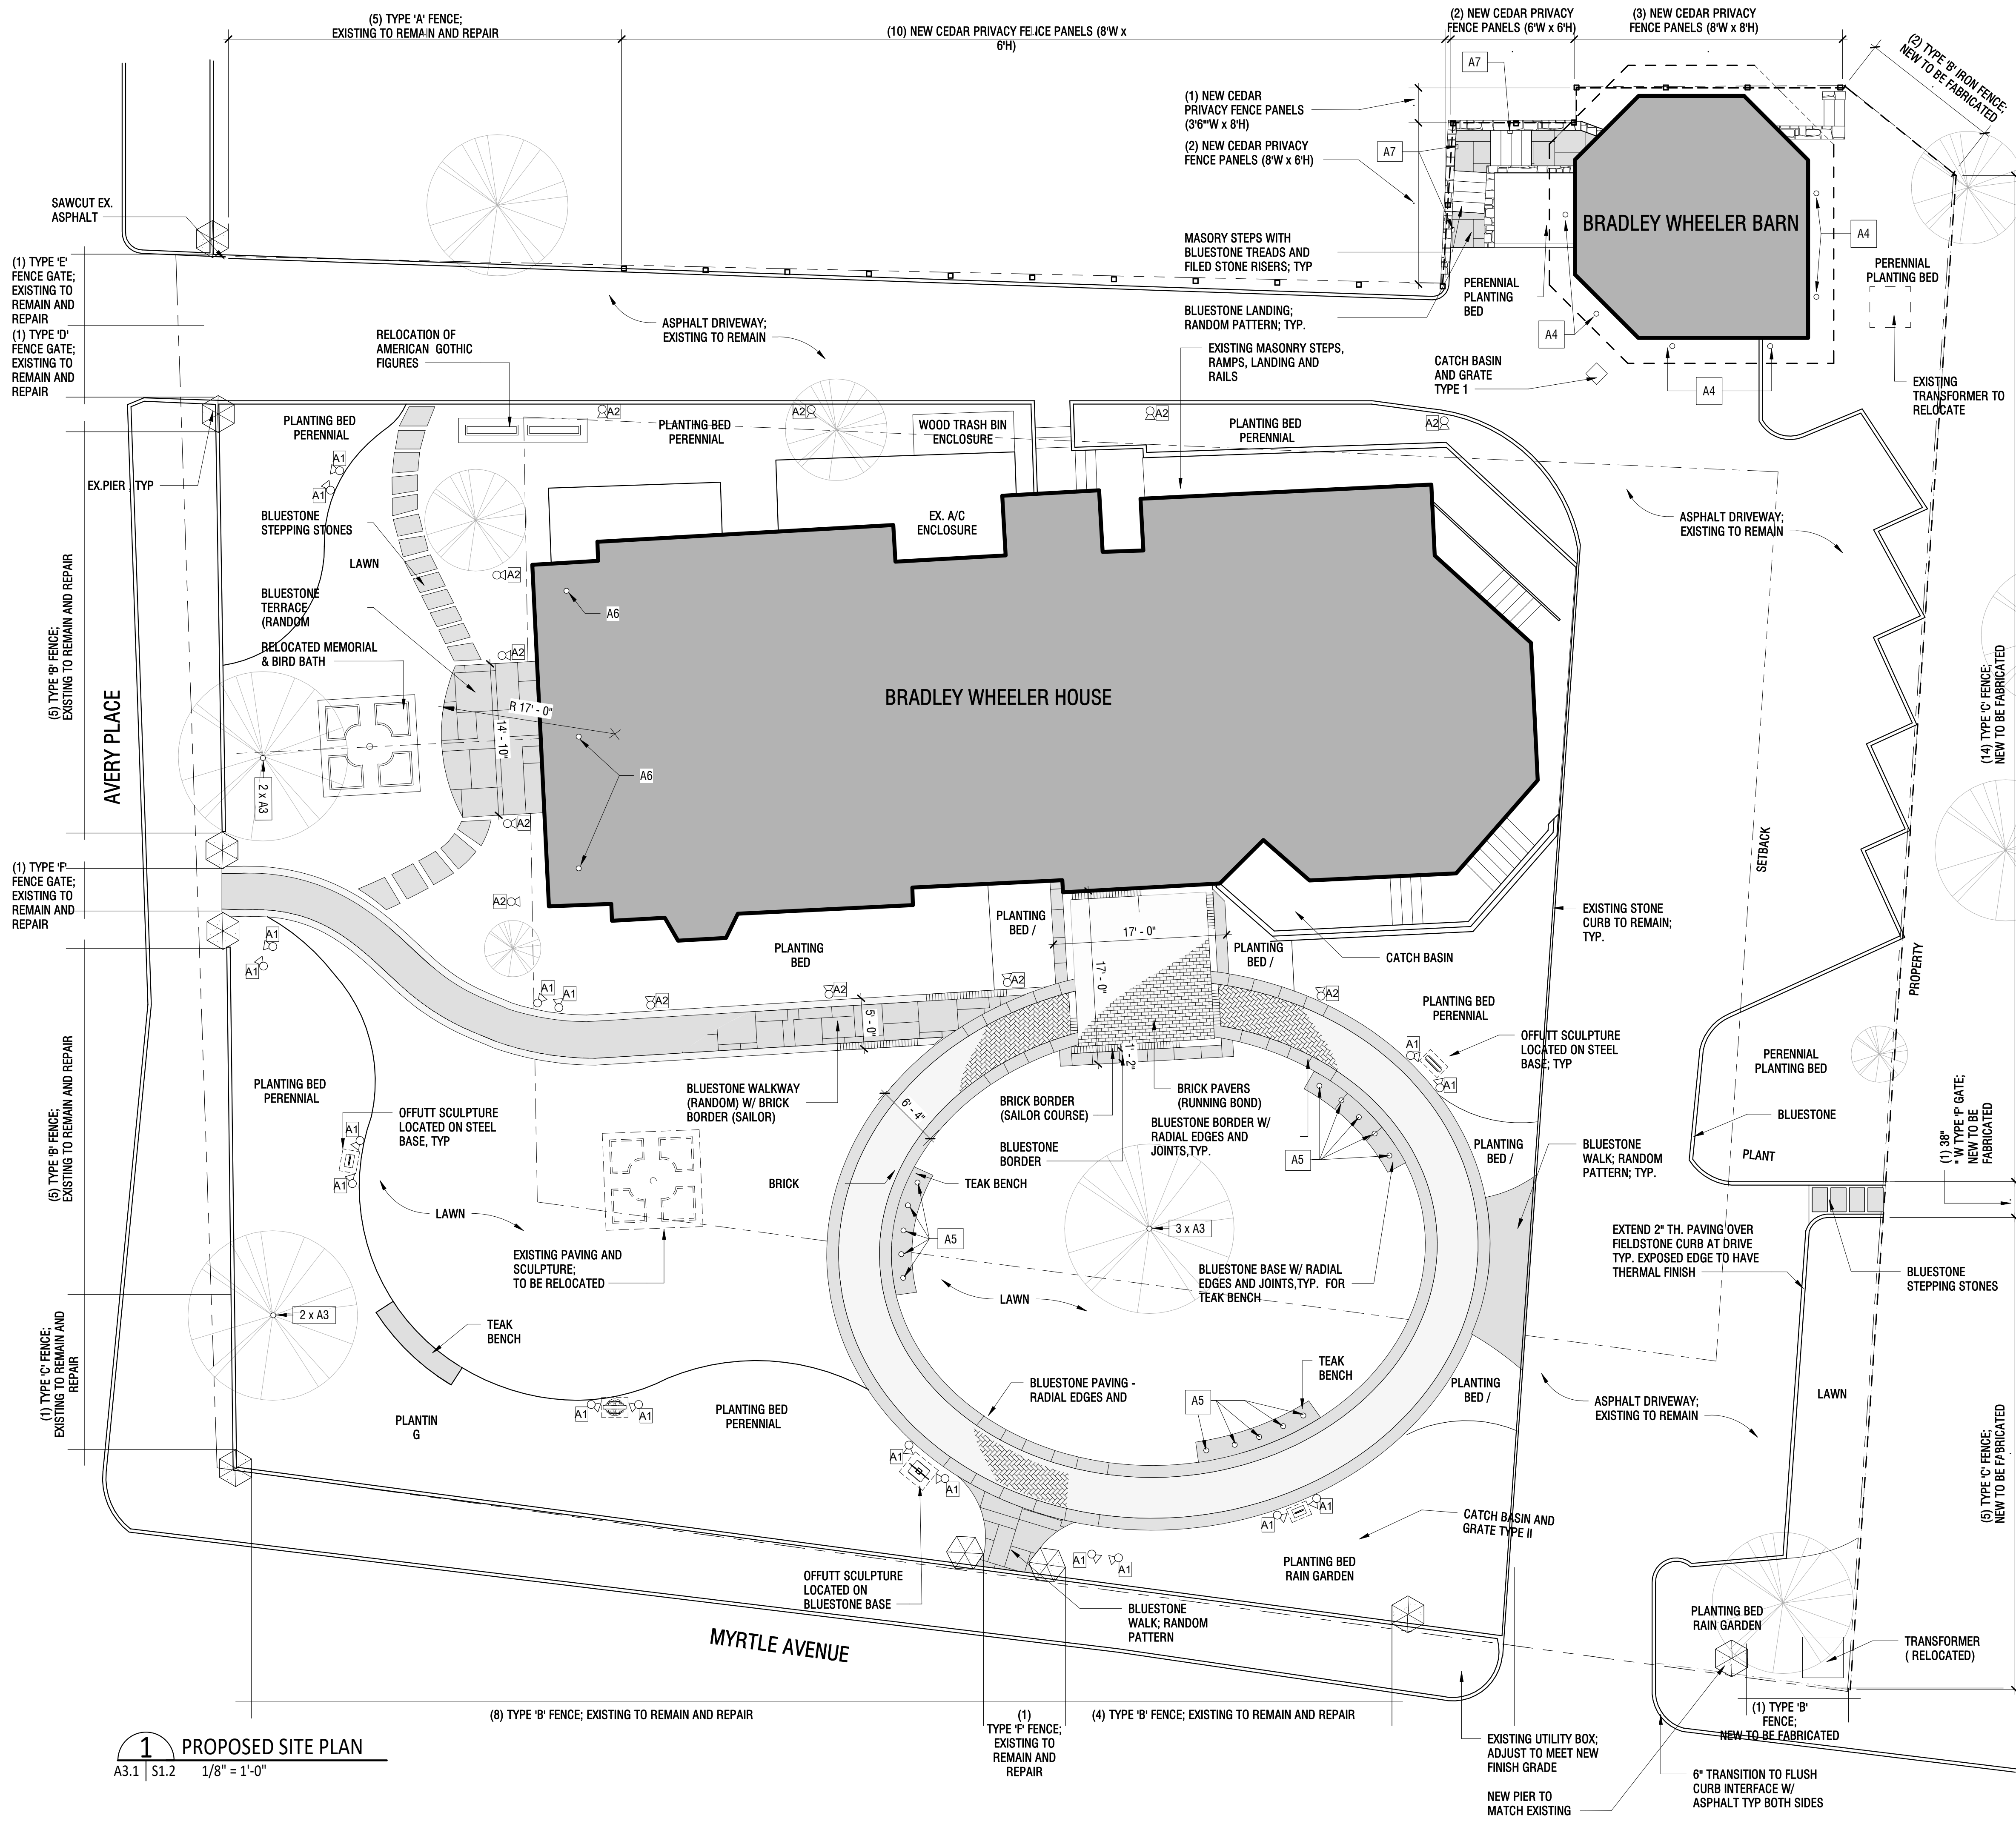 (5) TYPE 'A' FENCE;
EXISTING TO REMAIN AND REPAIR
(10) NEW CEDAR PRIVACY FENCE PANELS (8'W x
6'H)
(2) NEW CEDAR PRIVACY
FENCE PANELS (6'W x 6'H)
(3) NEW CEDAR PRIVACY
FENCE PANELS (8'W x 8'H)
(2) TYPE 'B' IRON FENCE;
NEW TO BE FABRICATED
A7
(1) NEW CEDAR
PRIVACY FENCE PANELS
(3'6"'W x 8'H)
(2) NEW CEDAR PRIVACY
FENCE PANELS (8'W x 6'H)
A7
SAWCUT EX.
ASPHALT
BRADLEY WHEELER BARN
A4
MASORY STEPS WITH
BLUESTONE TREADS AND
FILED STONE RISERS; TYP
PERENNIAL
PLANTING BED
(1) TYPE 'E'
FENCE GATE;
EXISTING TO
REMAIN AND
REPAIR
PERENNIAL
PLANTING
BED
BLUESTONE LANDING;
RANDOM PATTERN; TYP.
ASPHALT DRIVEWAY;
EXISTING TO REMAIN
A4
(1) TYPE 'D'
FENCE GATE;
EXISTING TO
REMAIN AND
REPAIR
RELOCATION OF
AMERICAN GOTHIC
FIGURES
EXISTING MASONRY STEPS,
RAMPS, LANDING AND
RAILS
CATCH BASIN
AND GRATE
TYPE 1
A4
EXISTING
TRANSFORMER TO
RELOCATE
PLANTING BED
PERENNIAL
A2
PLANTING BED
PERENNIAL
A2
WOOD TRASH BIN
ENCLOSURE
A2
PLANTING BED
PERENNIAL
A2
A1
EX.PIER , TYP
A1
BLUESTONE
STEPPING STONES
EX. A/C
ENCLOSURE
ASPHALT DRIVEWAY;
EXISTING TO REMAIN
LAWN
A2
BLUESTONE
TERRACE
(RANDOM
A6
(5) TYPE 'B' FENCE;
EXISTING TO REMAIN AND REPAIR
RELOCATED MEMORIAL
& BIRD BATH
A2
AVERY PLACE
BRADLEY WHEELER HOUSE
R 17' - 0"
14' - 10"
A6
2 x A3
A2
(14) TYPE 'C' FENCE;
NEW TO BE FABRICATED
SETBACK
(1) TYPE 'F'
FENCE GATE;
EXISTING TO
REMAIN AND
REPAIR
A2
A1
A1
PLANTING
BED /
17' - 0"
17' - 0"
PLANTING
BED
PLANTING
BED /
CATCH BASIN
EXISTING STONE
CURB TO REMAIN;
TYP.
PROPERTY
A1
A1
A2
A2
A2
A2
5' - 0"
PLANTING BED
PERENNIAL
A1
OFFUTT SCULPTURE
LOCATED ON STEEL
BASE; TYP
A1
1' - 2"
PERENNIAL
PLANTING BED
(5) TYPE 'B' FENCE;
EXISTING TO REMAIN AND REPAIR
PLANTING BED
PERENNIAL
BLUESTONE WALKWAY
(RANDOM) W/ BRICK
BORDER (SAILOR)
6' - 4"
BRICK BORDER
(SAILOR COURSE)
BRICK PAVERS
(RUNNING BOND)
OFFUTT SCULPTURE
LOCATED ON STEEL
BASE, TYP
A1
A1
BLUESTONE BORDER W/
RADIAL EDGES AND
JOINTS,TYP.
BLUESTONE
BORDER
A5
PLANTING
BED /
BLUESTONE
WALK; RANDOM
PATTERN; TYP.
BLUESTONE
PLANT
(1) 38"
" W TYPE 'P' GATE;
NEW TO BE
FABRICATED
BRICK
TEAK BENCH
LAWN
A5
3 x A3
EXISTING PAVING AND
SCULPTURE;
TO BE RELOCATED
BLUESTONE BASE W/ RADIAL
EDGES AND JOINTS,TYP. FOR
TEAK BENCH
EXTEND 2" TH. PAVING OVER
FIELDSTONE CURB AT DRIVE
TYP. EXPOSED EDGE TO HAVE
THERMAL FINISH
BLUESTONE
STEPPING STONES
LAWN
2 x A3
TEAK
BENCH
(1) TYPE 'C' FENCE;
EXISTING TO REMAIN AND
REPAIR
BLUESTONE PAVING -
RADIAL EDGES AND
TEAK
BENCH
A5
PLANTING
BED /
ASPHALT DRIVEWAY;
EXISTING TO REMAIN
LAWN
A1
A1
PLANTIN
G
PLANTING BED
PERENNIAL
A1
A1
(5) TYPE 'C' FENCE;
NEW TO BE FABRICATED
A1
A1
CATCH BASIN AND
GRATE TYPE II
A1
A1
PLANTING BED
RAIN GARDEN
OFFUTT SCULPTURE
LOCATED ON
BLUESTONE BASE
BLUESTONE
WALK; RANDOM
PATTERN
PLANTING BED
RAIN GARDEN
TRANSFORMER
( RELOCATED)
MYRTLE AVENUE
(8) TYPE 'B' FENCE; EXISTING TO REMAIN AND REPAIR
(1)
TYPE 'F' FENCE;
EXISTING TO
REMAIN AND
REPAIR
(4) TYPE 'B' FENCE; EXISTING TO REMAIN AND REPAIR
(1) TYPE 'B'
FENCE;
NEW TO BE FABRICATED
EXISTING UTILITY BOX;
ADJUST TO MEET NEW
FINISH GRADE
6" TRANSITION TO FLUSH
CURB INTERFACE W/
ASPHALT TYP BOTH SIDES
NEW PIER TO
MATCH EXISTING
1 PROPOSED SITE PLAN
A3.1 S1.2 1/8" = 1'-0"